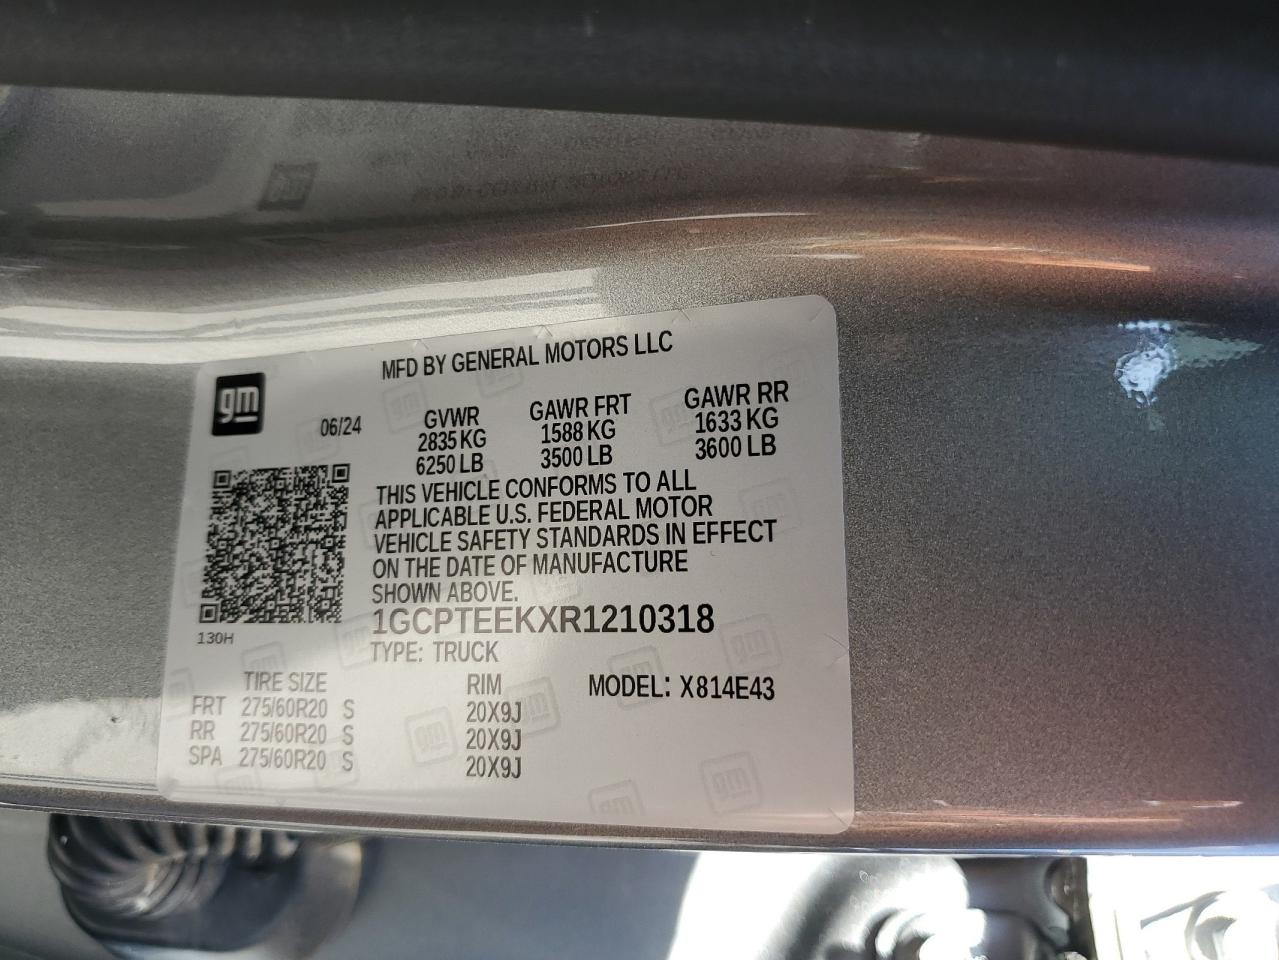 MFD BY GENERAL MOTORS LLC
gm
06/24
GVWR GAWR FRT GAWR RR
2835 KG 1588 KG 1633 KG
6250 LB 3500 LB 3600 LB
THIS VEHICLE CONFORMS TO ALL
APPLICABLE U.S. FEDERAL MOTOR
VEHICLE SAFETY STANDARDS IN EFFECT
ON THE DATE OF MANUFACTURE
SHOWN ABOVE.
1GCPTEEKXR1210318
130H
TYPE: TRUCK
TIRE SIZE RIM MODEL: X814E43
FRT 275/60R20 S 20X9J
RR 275/60R20 S 20X9J
SPA 275/60R20 S 20X9J